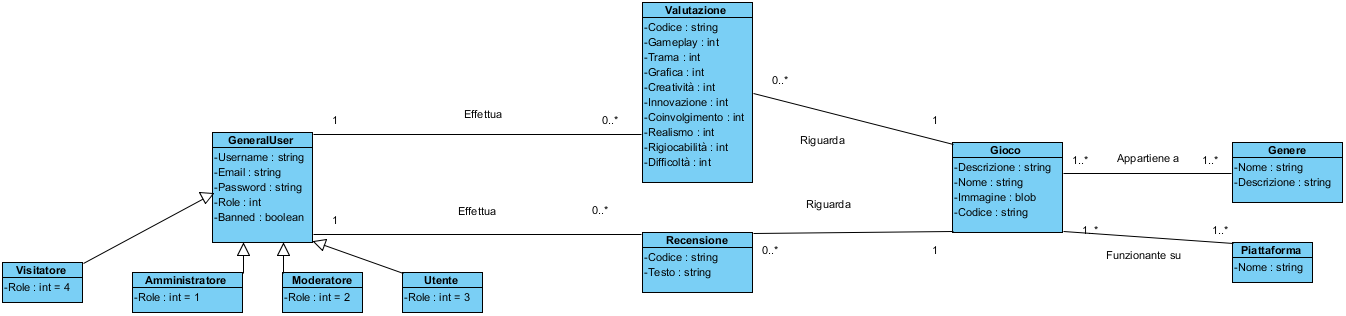 Valutazione
-Codice : string
-Gameplay : int
-Trama : int
-Grafica : int
-Creatività : int
-Innovazione : int
-Coinvolgimento : int
-Realismo : int
-Rigiocabilità : int
-Difficoltà : int
0..*
1
Riguarda
1
Effettua
0..*
GeneralUser
-Username : string
-Email : string
-Password : string
-Role : int
-Banned : boolean
Gioco
-Descrizione : string
-Nome : string
-Immagine : blob
-Codice : string
1..*
Appartiene a
1..*
Genere
-Nome : string
-Descrizione : string
1
Effettua
0..*
Riguarda
Recensione
-Codice : string
-Testo : string
0..*
1
1..*
Funzionante su
1..*
Piattaforma
-Nome : string
Visitatore
-Role : int = 4
Amministratore
-Role : int = 1
Moderatore
-Role : int = 2
Utente
-Role : int = 3